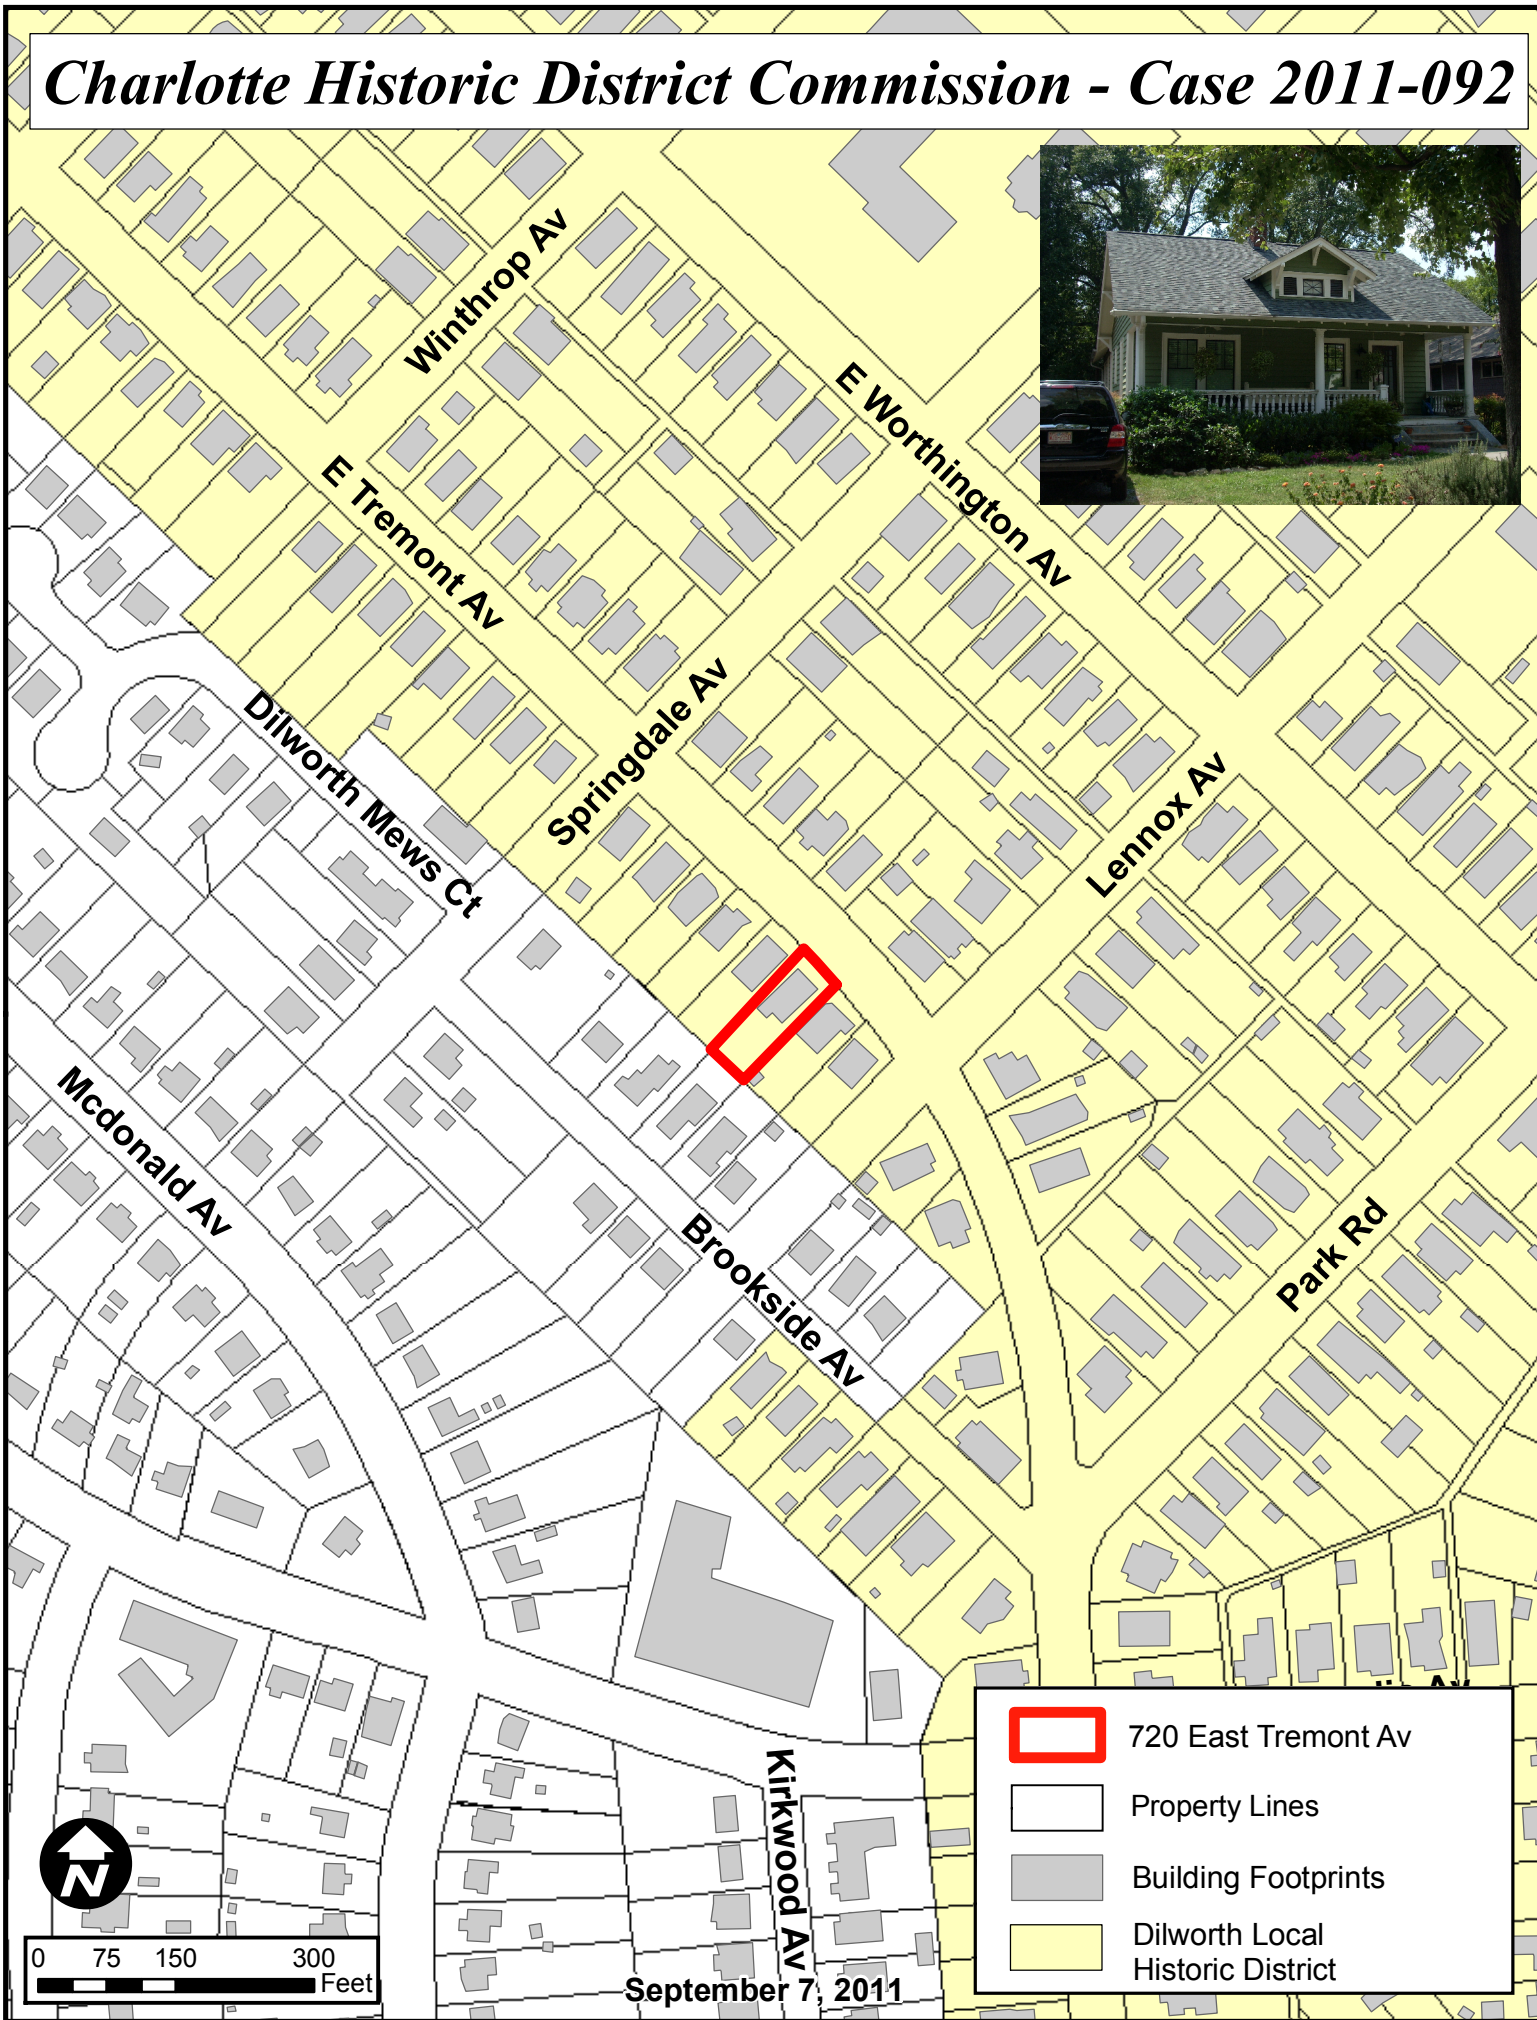 Charlotte Historic District Commission - Case 2011-092
Winthrop Av
E Worthington Av
E Tremont Av
Springdale Av
Dilworth Mews Ct
Lennox Av
Mcdonald Av
Brookside Av
Park Rd
Kirkwood Av
720 East Tremont Av
Property Lines
Building Footprints
Dilworth Local
Historic District
N
0 75 150 300
Feet
September 7, 2011